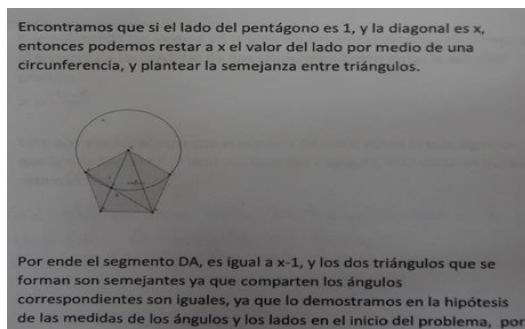 Encontramos que si el lado del pentágono es 1, y la diagonal es x,
entonces podemos restar a x el valor del lado por medio de una
circunferencia, y plantear la semejanza entre triángulos.
Por ende el segmento DA, es igual a x-1, y los dos triángulos que se
forman son semejantes ya que comparten los ángulos
correspondientes son iguales, ya que lo demostramos en la hipótesis
de las medidas de los ángulos y los lados en el inicio del problema, por